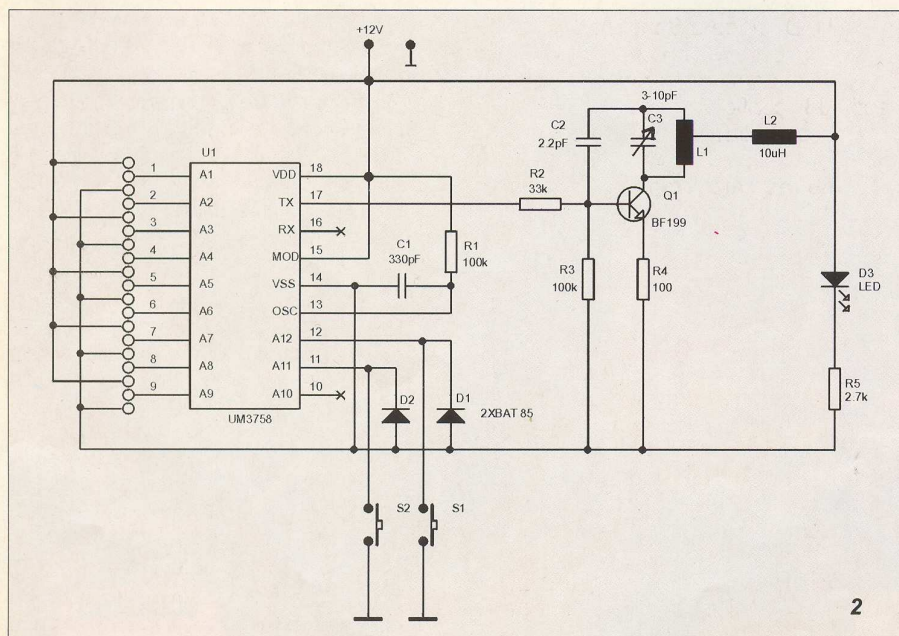 +12V
U1
1 A1
2 A2
3 A3
4 A4
5 A5
6 A6
7 A7
8 A8
9 A9
VDD 18
TX 17
RX 16
MOD 15
VSS 14
OSC 13
A12 12
A11 11
A10 10
UM3758
C1
330pF
R1
100k
D2
D1
2XBAT 85
S2
S1
R2
33k
C2
2.2pF
3-10pF
C3
L1
L2
10uH
Q1
BF199
R3
100k
R4
100
D3
LED
R5
2.7k
2